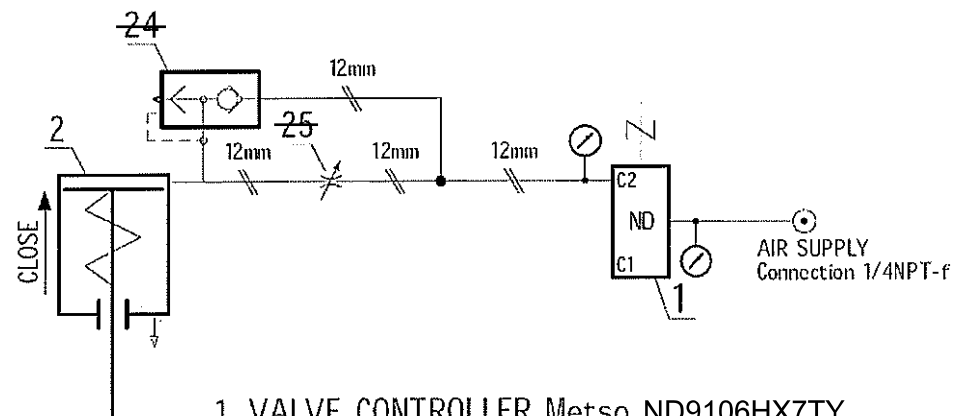 24
12mm
25
2
12mm
12mm
12mm
C2
ND
C1
CLOSE
AIR SUPPLY
Connection 1/4NPT-f
1
1 VALVE CONTROLLER Metso ND9106HX7TY